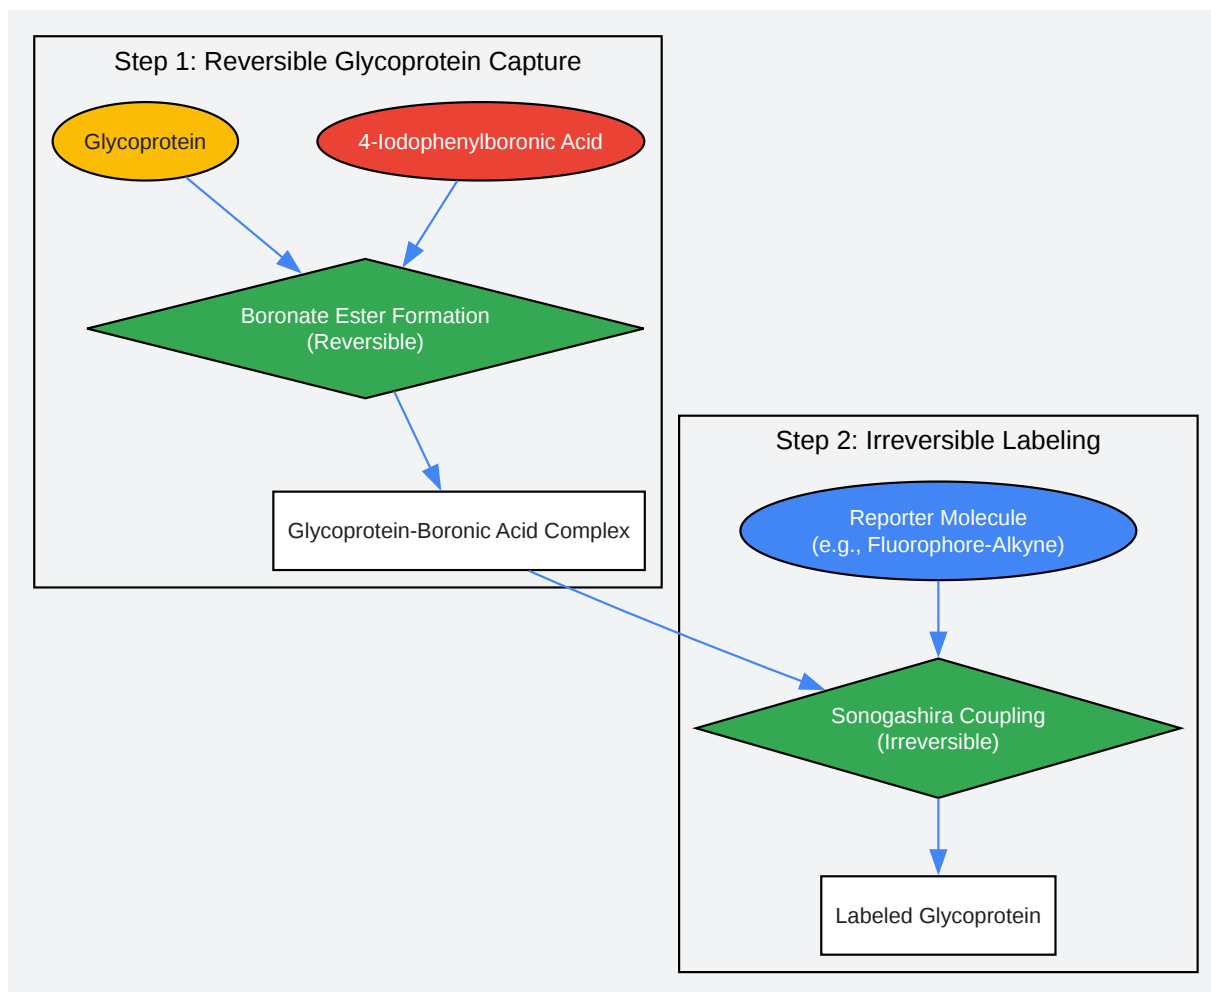 Step 1: Reversible Glycoprotein Capture
Glycoprotein
4-Iodophenylboronic Acid
Boronate Ester Formation
(Reversible)
Glycoprotein-Boronic Acid Complex
Step 2: Irreversible Labeling
Reporter Molecule
(e.g., Fluorophore-Alkyne)
Sonogashira Coupling
(Irreversible)
Labeled Glycoprotein